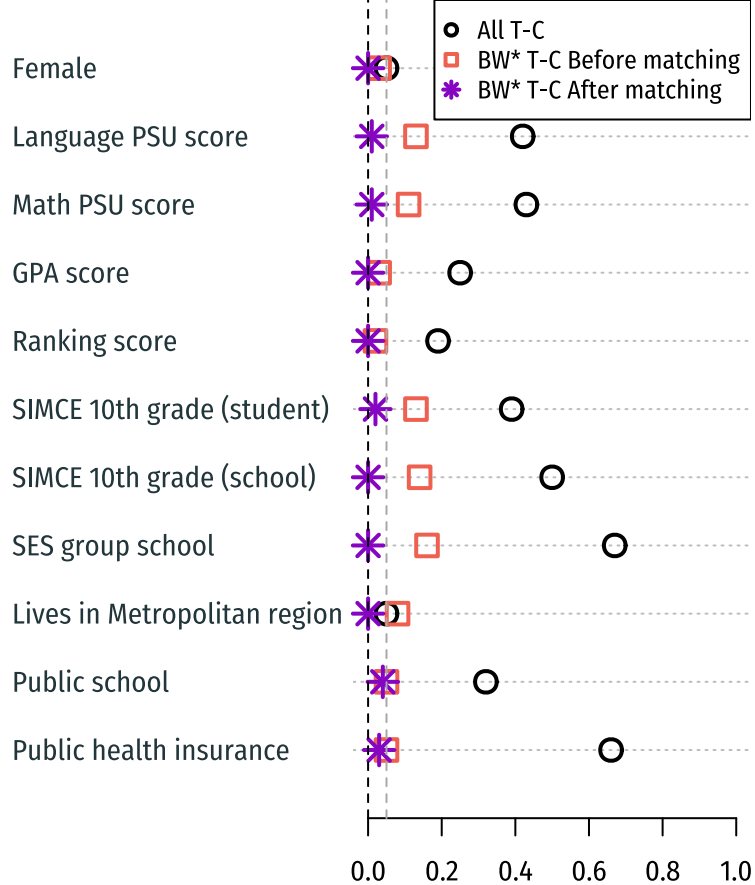 All T-C
BW* T-C Before matching
BW* T-C After matching
Female
Language PSU score
Math PSU score
GPA score
Ranking score
SIMCE 10th grade (student)
SIMCE 10th grade (school)
SES group school
Lives in Metropolitan region
Public school
Public health insurance
0.0 0.2 0.4 0.6 0.8 1.0